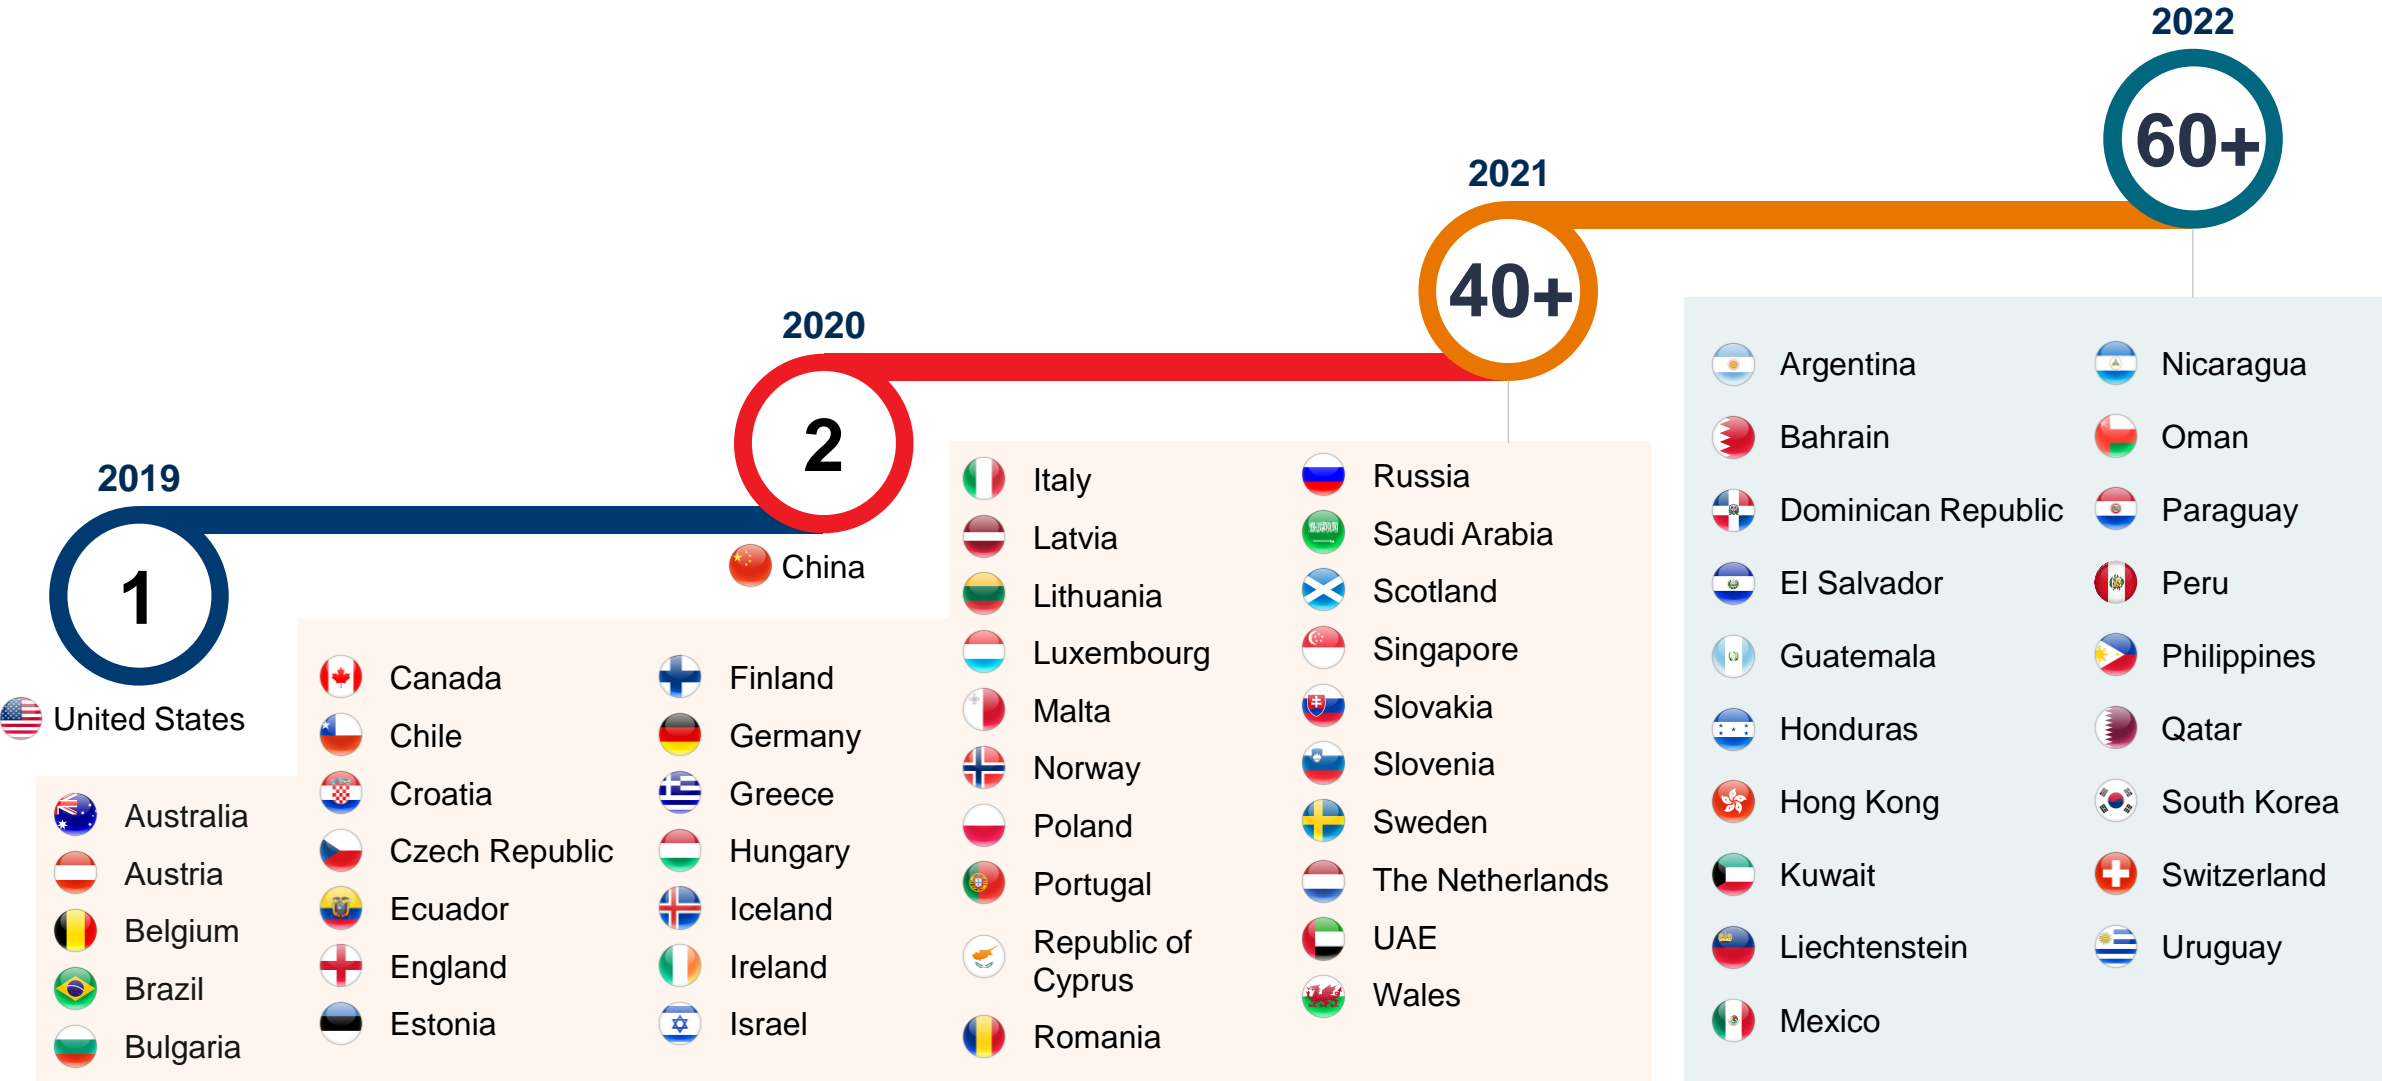 2019
1
United States
2020
2
China
2021
40+
Australia
Austria
Belgium
Brazil
Bulgaria
Canada
Chile
Croatia
Czech Republic
Ecuador
England
Estonia
Finland
Germany
Greece
Hungary
Iceland
Ireland
Israel
Italy
Latvia
Lithuania
Luxembourg
Malta
Norway
Poland
Portugal
Republic of
Cyprus
Romania
Russia
Saudi Arabia
Scotland
Singapore
Slovakia
Slovenia
Sweden
The Netherlands
UAE
Wales
2022
60+
Argentina
Bahrain
Dominican Republic
El Salvador
Guatemala
Honduras
Hong Kong
Kuwait
Liechtenstein
Mexico
Nicaragua
Oman
Paraguay
Peru
Philippines
Qatar
South Korea
Switzerland
Uruguay